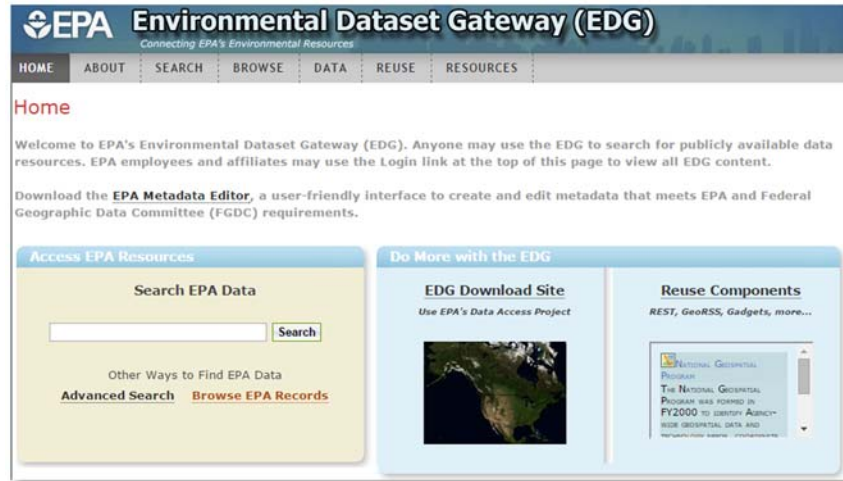 EPA Environmental Dataset Gateway (EDG)
Connecting EPA's Environmental Resources
HOME ABOUT SEARCH BROWSE DATA REUSE RESOURCES
Home
Welcome to EPA's Environmental Dataset Gateway (EDG). Anyone may use the EDG to search for publicly available data
resources. EPA employees and affiliates may use the Login link at the top of this page to view all EDG content.
Download the EPA Metadata Editor, a user-friendly interface to create and edit metadata that meets EPA and Federal
Geographic Data Committee (FGDC) requirements.
Access EPA Resources
Search EPA Data
Search
Other Ways to Find EPA Data
Advanced Search Browse EPA Records
Do More with the EDG
EDG Download Site
Use EPA's Data Access Project
Reuse Components
REST, GeoRSS, Gadgets, more...
National Geospatial
Program
The National Geospatial
Program was formed in
FY2000 to identify Agency-
wide geospatial data and